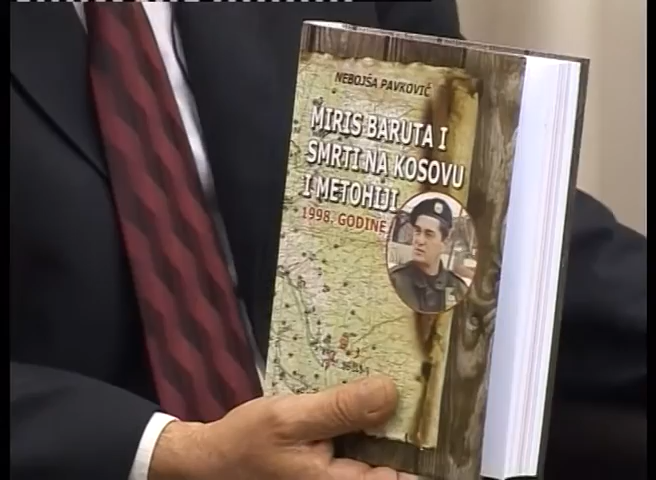 NEBOJŠA PAVKOVIĆ
MIRIS BARUTA I
SMRTI NA KOSOVU
I METOHIJI
1998. GODINE